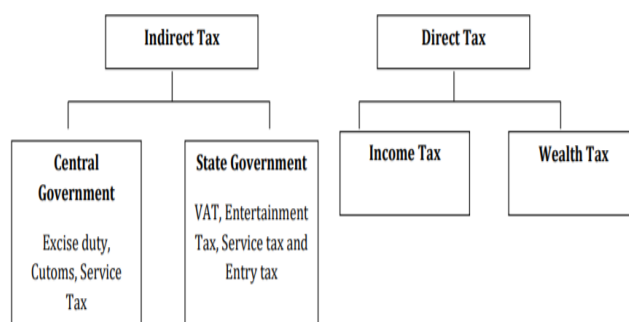 Indirect Tax
Direct Tax
Central
Government
Excise duty,
Cutoms, Service
Tax
State Government
VAT, Entertainment
Tax, Service tax and
Entry tax
Income Tax
Wealth Tax